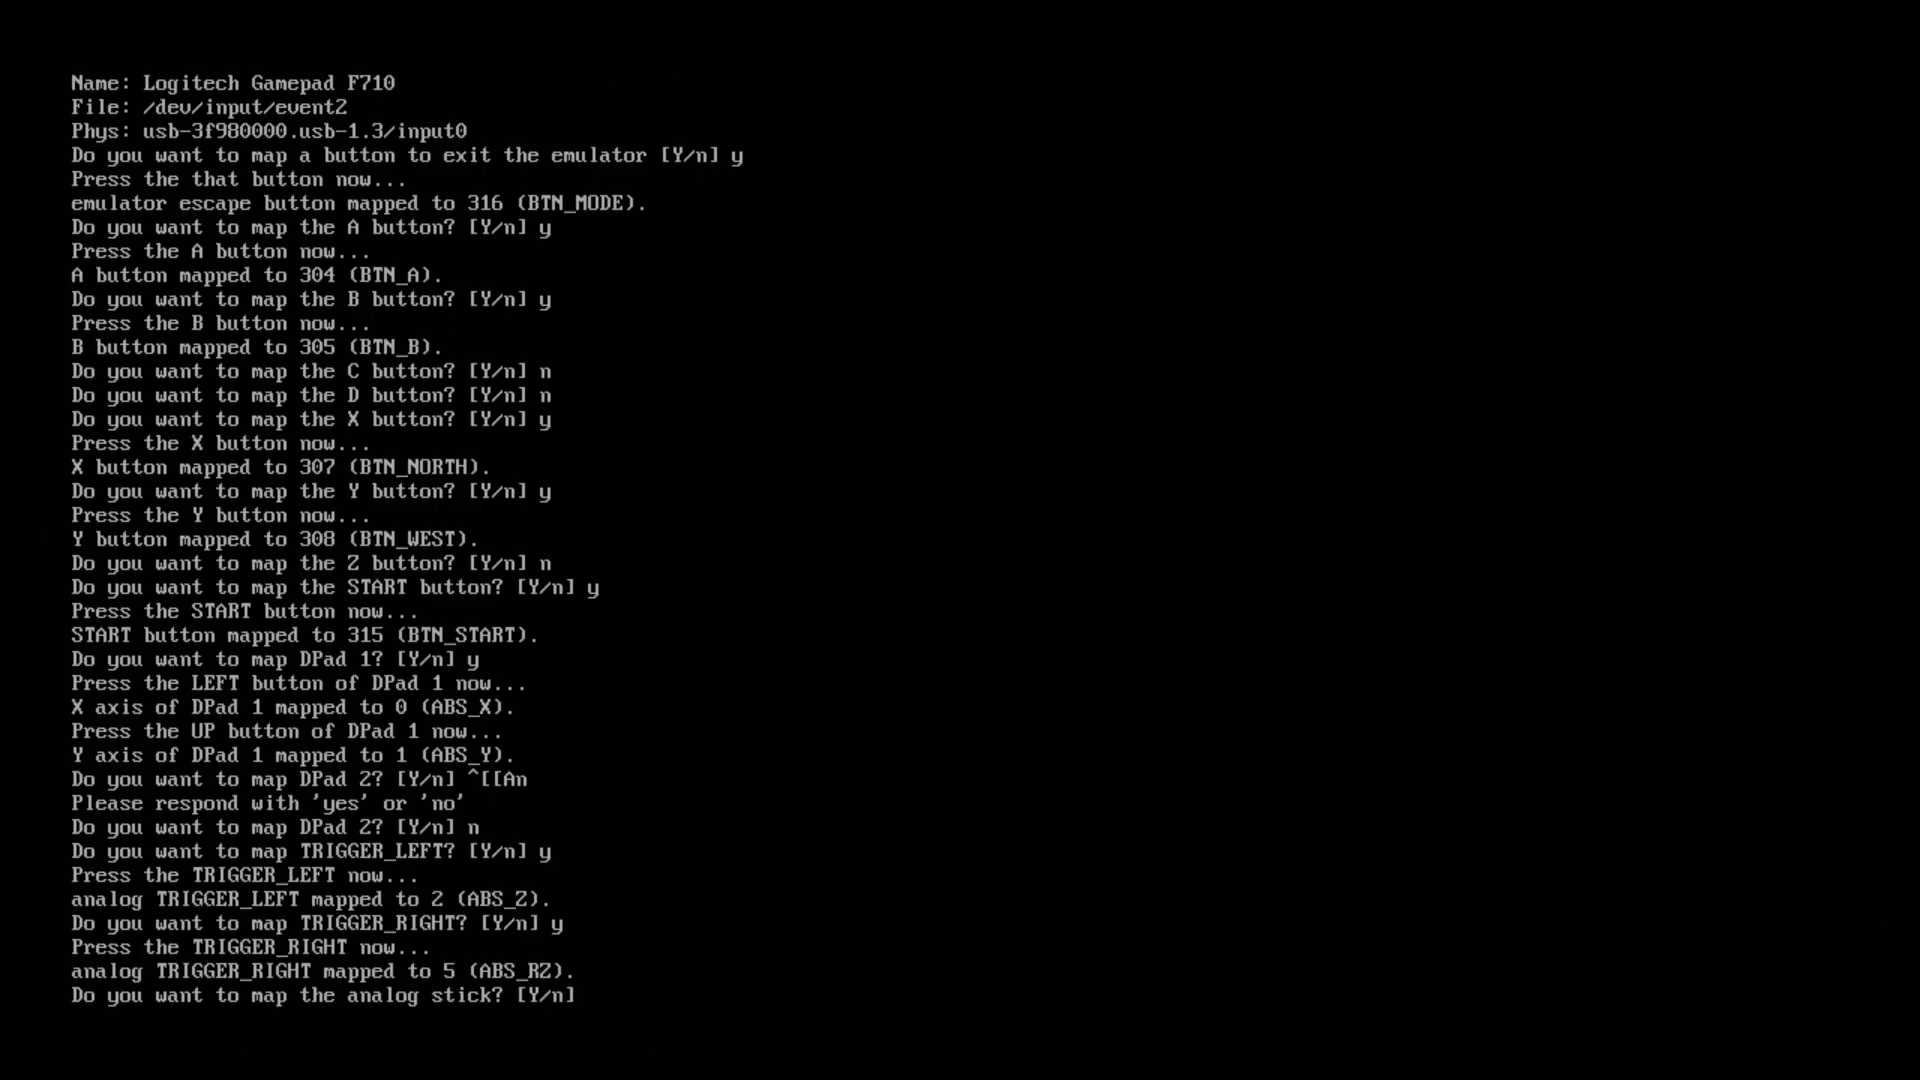 Name: Logitech Gamepad F710
File: /dev/input/event2
Phys: usb-3f980000.usb-1.3/input0
Do you want to map a button to exit the emulator [Y/n] y
Press the that button now...
emulator escape button mapped to 316 (BTN_MODE).
Do you want to map the A button? [Y/n] y
Press the A button now...
A button mapped to 304 (BTN_A).
Do you want to map the B button? [Y/n] y
Press the B button now...
B button mapped to 305 (BTN_B).
Do you want to map the C button? [Y/n] n
Do you want to map the D button? [Y/n] n
Do you want to map the X button? [Y/n] y
Press the X button now...
X button mapped to 307 (BTN_NORTH).
Do you want to map the Y button? [Y/n] y
Press the Y button now...
Y button mapped to 308 (BTN_WEST).
Do you want to map the Z button? [Y/n] n
Do you want to map the START button? [Y/n] y
Press the START button now...
START button mapped to 315 (BTN_START).
Do you want to map DPad 1? [Y/n] y
Press the LEFT button of DPad 1 now...
X axis of DPad 1 mapped to 0 (ABS_X).
Press the UP button of DPad 1 now...
Y axis of DPad 1 mapped to 1 (ABS_Y).
Do you want to map DPad 2? [Y/n] ^[[An
Please respond with 'yes' or 'no'
Do you want to map DPad 2? [Y/n] n
Do you want to map TRIGGER_LEFT? [Y/n] y
Press the TRIGGER_LEFT now...
analog TRIGGER_LEFT mapped to 2 (ABS_Z).
Do you want to map TRIGGER_RIGHT? [Y/n] y
Press the TRIGGER_RIGHT now...
analog TRIGGER_RIGHT mapped to 5 (ABS_RZ).
Do you want to map the analog stick? [Y/n]